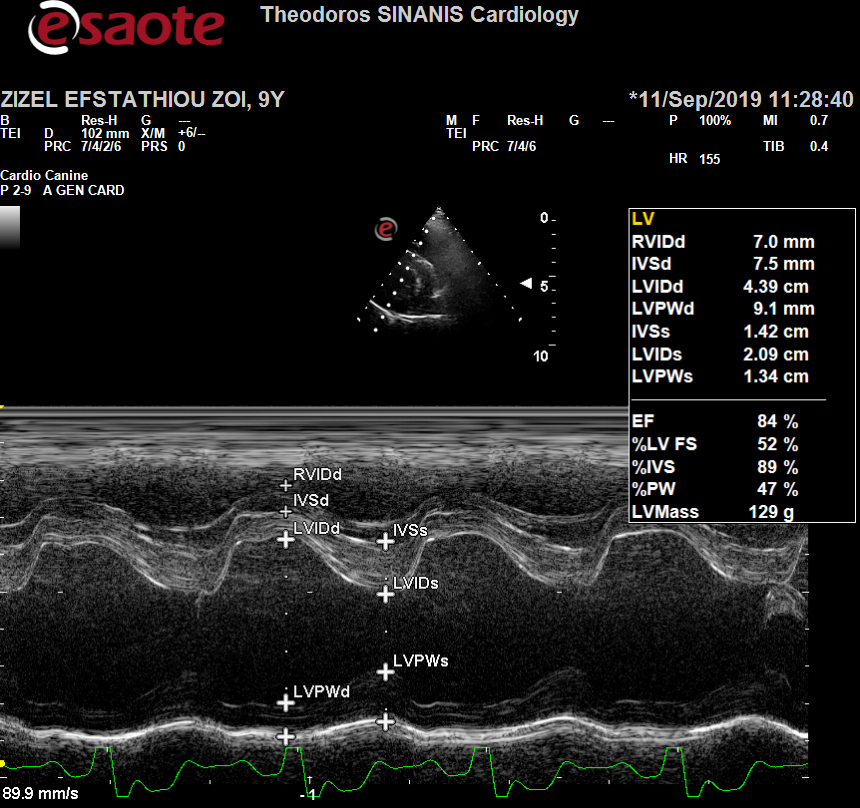 esaote
Theodoros SINANIS Cardiology
ZIZEL EFSTATHIOU ZOI, 9Y
*11/Sep/2019 11:28:40
B Res-H G ---
TEI D 102 mm X/M +6/--
PRC 7/4/2/6 PRS 0
M F Res-H G --- P 100% MI 0.7
TEI
PRC 7/4/6 TIB 0.4
HR 155
Cardio Canine
P 2-9 A GEN CARD
e
0
5
10
LV
RVIDd 7.0 mm
IVSd 7.5 mm
LVIDd 4.39 cm
LVPWd 9.1 mm
IVSs 1.42 cm
LVIDs 2.09 cm
LVPWs 1.34 cm
EF 84 %
%LV FS 52 %
%IVS 89 %
%PW 47 %
LVMass 129 g
RVIDd
IVSd
LVIDd
IVSs
LVIDs
LVPWs
LVPWd
89.9 mm/s
-1